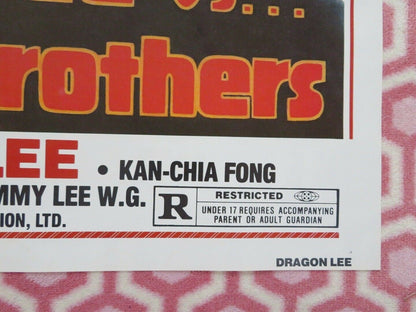 vs...
rothers
LEE • KAN-CHIA FONG
MMY LEE W.G.
ION, LTD.
R RESTRICTED
UNDER 17 REQUIRES ACCOMPANYING
PARENT OR ADULT GUARDIAN
DRAGON LEE